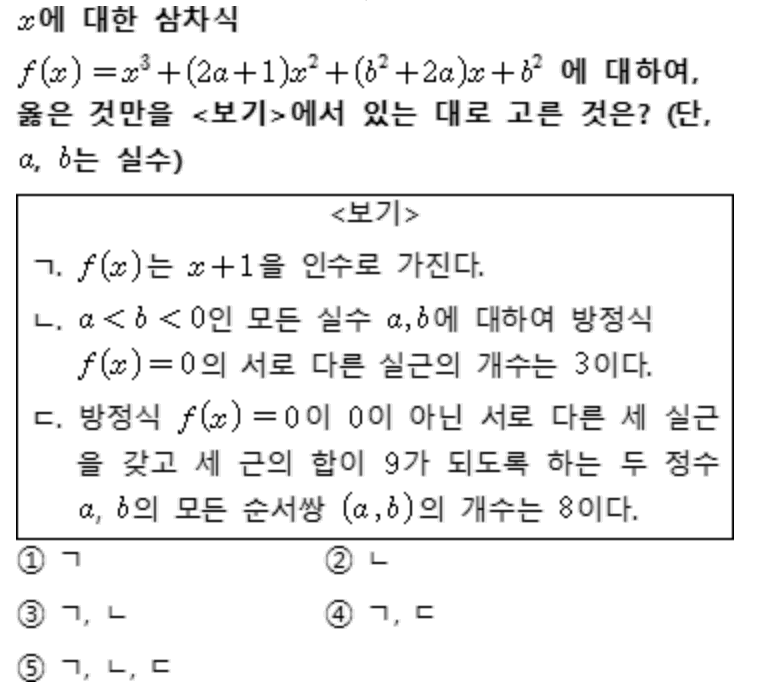 x에 대한 삼차식
f(x)=x³+(2a+1)x²+(b²+2a)x+b² 에 대하여,
옳은 것만을 <보기>에서 있는 대로 고른 것은? (단,
a, b는 실수)
<보기>
ㄱ. f(x)는 x+1을 인수로 가진다.
ㄴ. a<b<0인 모든 실수 a,b에 대하여 방정식
f(x)=0의 서로 다른 실근의 개수는 3이다.
ㄷ. 방정식 f(x)=0이 0이 아닌 서로 다른 세 실근
을 갖고 세 근의 합이 9가 되도록 하는 두 정수
a, b의 모든 순서쌍 (a,b)의 개수는 8이다.
① ㄱ ② ㄴ
③ ㄱ, ㄴ ④ ㄱ, ㄷ
⑤ ㄱ, ㄴ, ㄷ